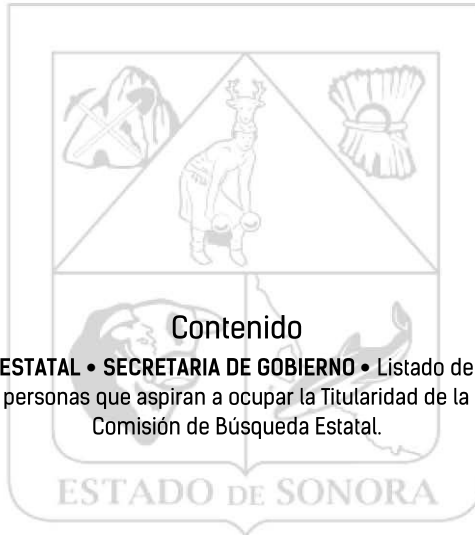 Contenido
ESTATAL • SECRETARIA DE GOBIERNO • Listado de
personas que aspiran a ocupar la Titularidad de la
Comisión de Búsqueda Estatal.
ESTADO DE SONORA